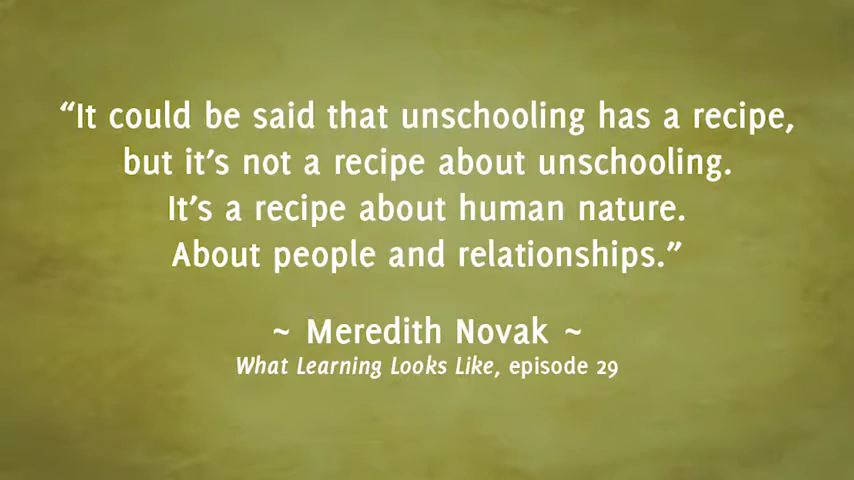 “It could be said that unschooling has a recipe,
but it’s not a recipe about unschooling.
It’s a recipe about human nature.
About people and relationships.”
~ Meredith Novak ~
What Learning Looks Like, episode 29